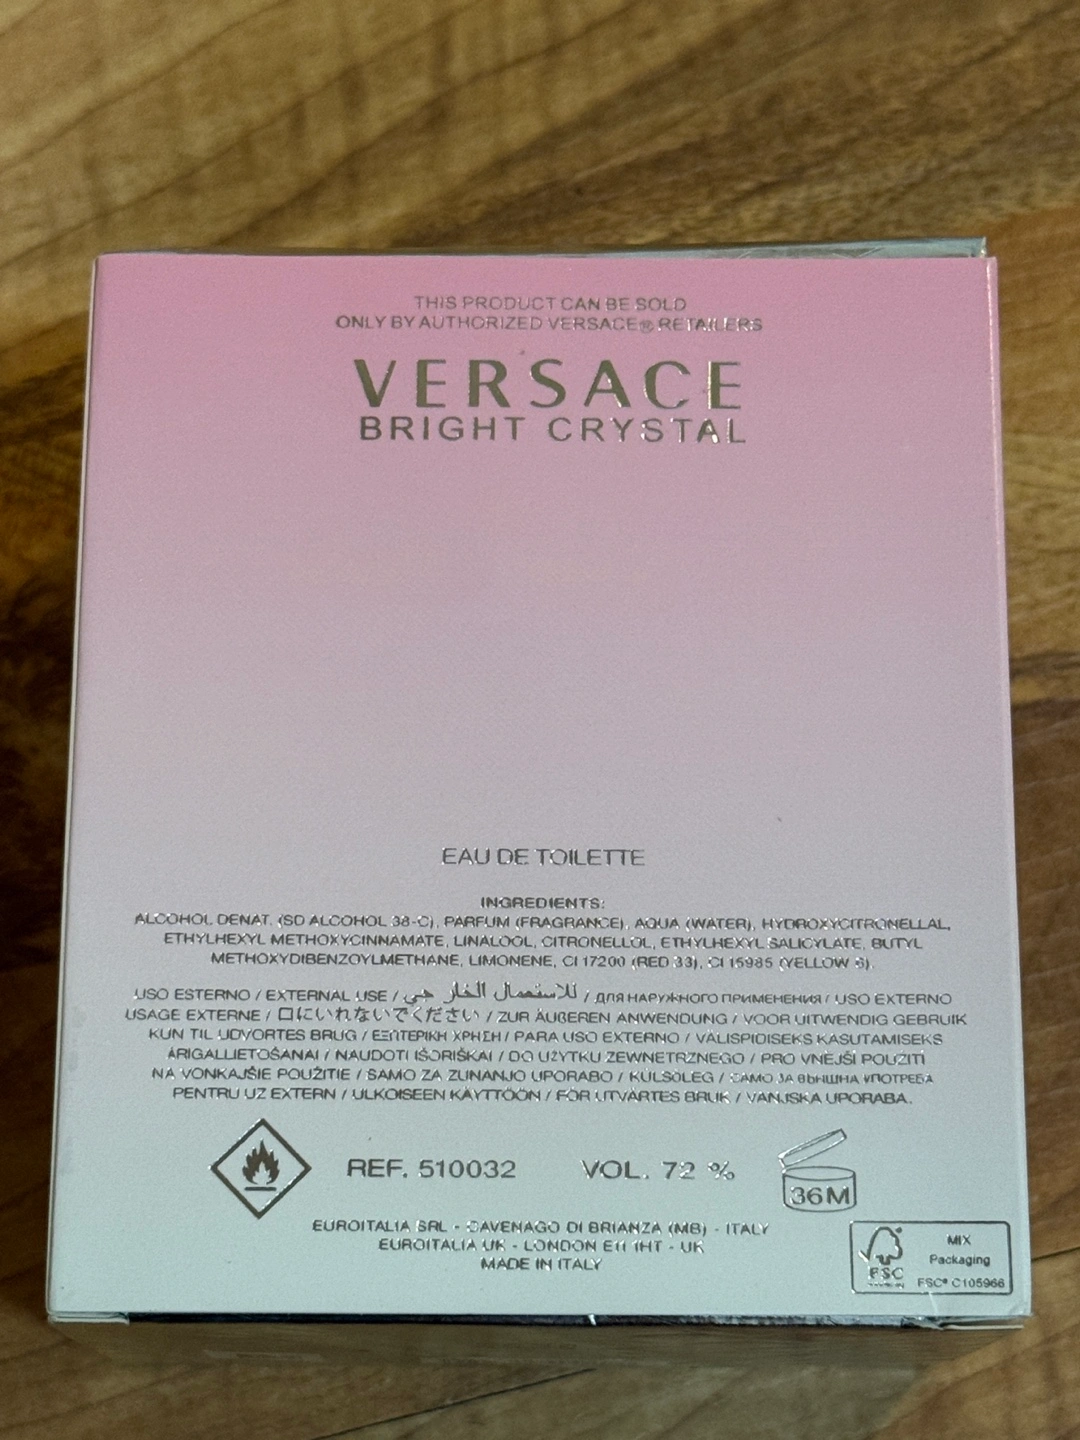 THIS PRODUCT CAN BE SOLD
ONLY BY AUTHORIZED VERSACE® RETAILERS
VERSACE
BRIGHT CRYSTAL
EAU DE TOILETTE
INGREDIENTS:
ALCOHOL DENAT. (SD ALCOHOL 38-C), PARFUM (FRAGRANCE), AQUA (WATER), HYDROXYCITRONELLAL,
ETHYLHEXYL METHOXYCINNAMATE, LINALOOL, CITRONELLOL, ETHYLHEXYL SALICYLATE, BUTYL
METHOXYDIBENZOYLMETHANE, LIMONENE, CI 17200 (RED 33), CI 15985 (YELLOW 6).
USO ESTERNO / EXTERNAL USE / للاستعمال الخار جي / ДЛЯ НАРУЖНОГО ПРИМЕНЕНИЯ / USO EXTERNO
USAGE EXTERNE / 口にいれないでください / ZUR ÄUßEREN ANWENDUNG / VOOR UITWENDIG GEBRUIK
KUN TIL UDVORTES BRUG / ΕΞΩΤΕΡΙΚΗ ΧΡΗΣΗ / PARA USO EXTERNO / VÄLISPIDISEKS KASUTAMISEKS
ĀRIGALLIETOŠANAI / NAUDOTI IŠORIŠKAI / DO UŻYTKU ZEWNETRZNEGO / PRO VNEJŠI POUZITÍ
NA VONKAJŠIE POUŽITIE / SAMO ZA ZUNANJO UPORABO / KÜLSÖLEG / САМО ЗА ВЪНШНА УПОТРЕБА
PENTRU UZ EXTERN / ULKOISEEN KÄYTTÖÖN / FÖR UTVÄRTES BRUK / VANJSKA UPORABA.
REF. 510032 VOL. 72 % 36M
EUROITALIA SRL - CAVENAGO DI BRIANZA (MB) - ITALY
EUROITALIA UK - LONDON E11 1HT - UK
MADE IN ITALY
MIX
Packaging
FSC
FSC® C105966